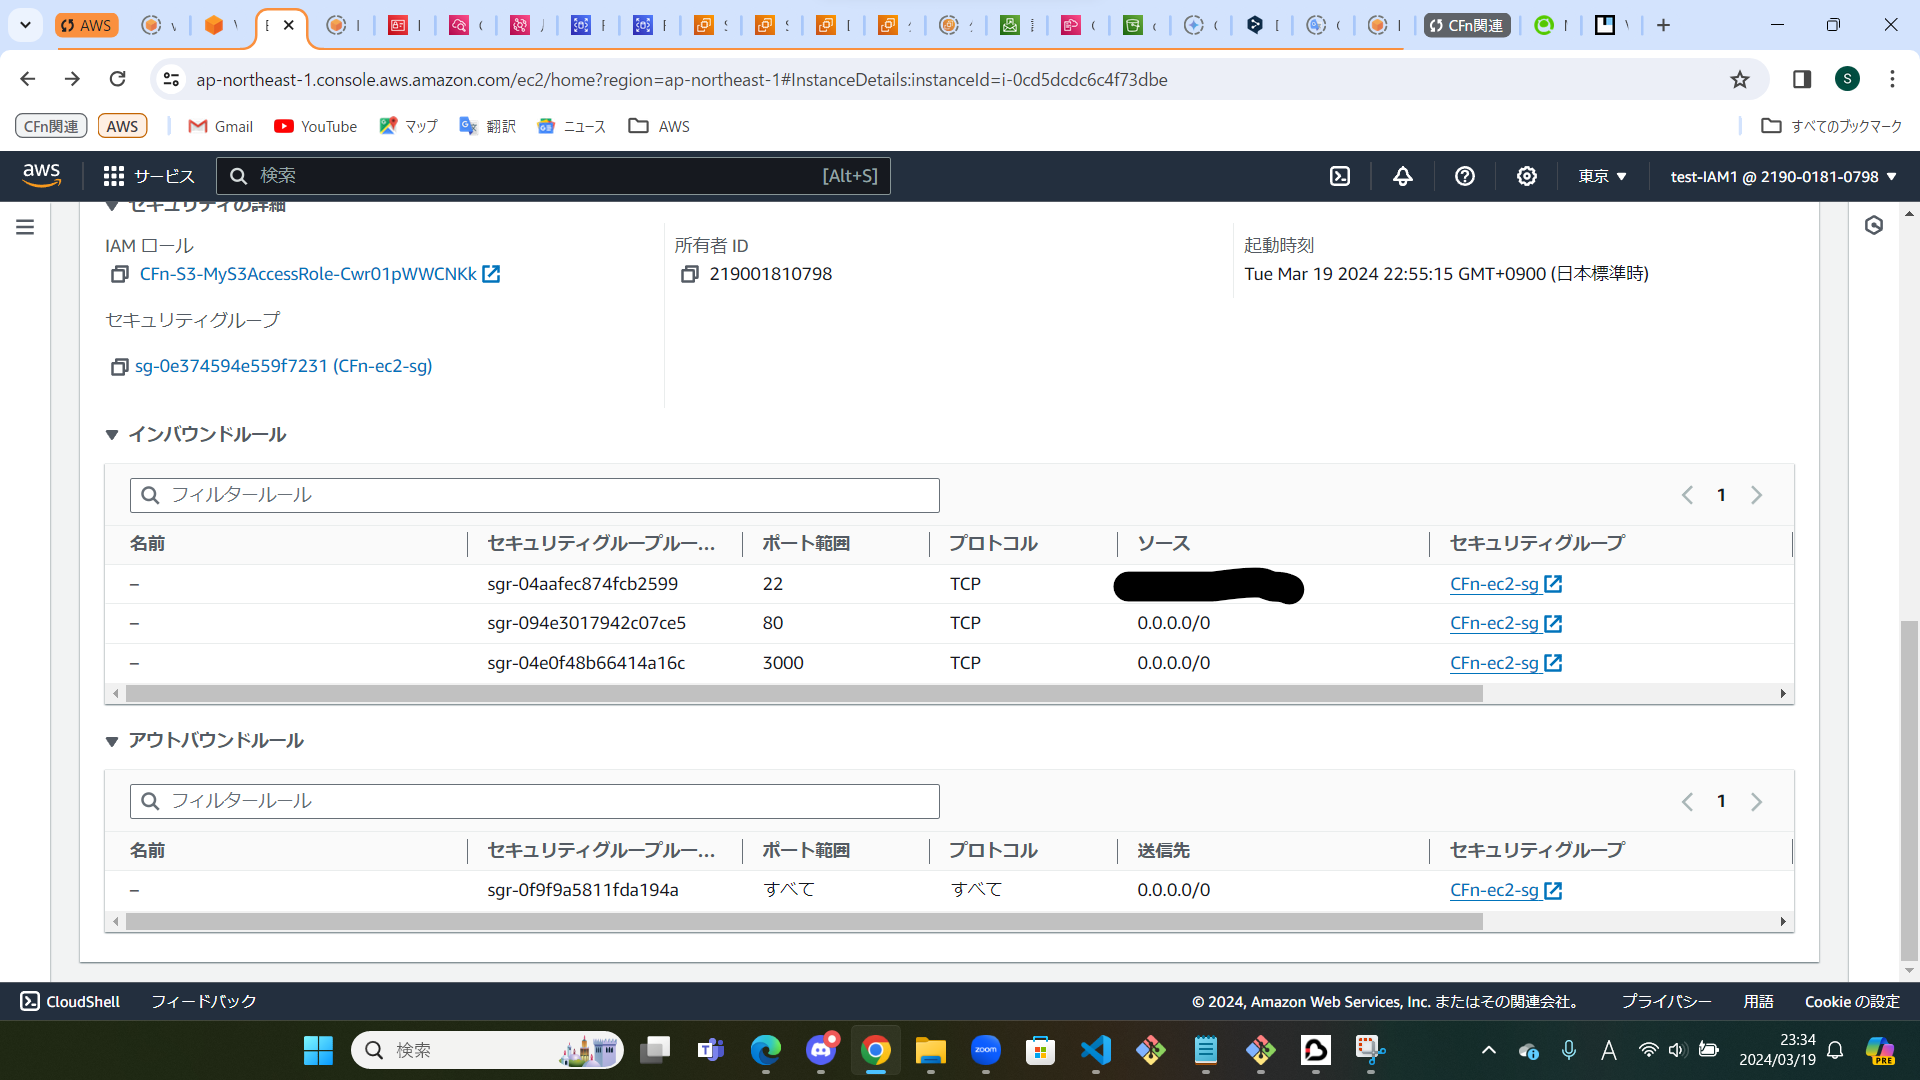 AWS
CFn関連
ap-northeast-1.console.aws.amazon.com/ec2/home?region=ap-northeast-1#InstanceDetails:instanceId=i-0cd5dcdc6c4f73dbe
S
CFn関連 AWS Gmail YouTube マップ 翻訳 ニュース AWS すべてのブックマーク
aws サービス 検索 [Alt+S] 東京 test-IAM1 @ 2190-0181-0798
セキュリティの詳細
IAM ロール
CFn-S3-MyS3AccessRole-Cwr01pWWCNKk
所有者 ID
219001810798
起動時刻
Tue Mar 19 2024 22:55:15 GMT+0900 (日本標準時)
セキュリティグループ
sg-0e374594e559f7231 (CFn-ec2-sg)
インバウンドルール
フィルタールール 1
名前 セキュリティグループルー... ポート範囲 プロトコル ソース セキュリティグループ
– sgr-04aafec874fcb2599 22 TCP CFn-ec2-sg
– sgr-094e3017942c07ce5 80 TCP 0.0.0.0/0 CFn-ec2-sg
– sgr-04e0f48b66414a16c 3000 TCP 0.0.0.0/0 CFn-ec2-sg
アウトバウンドルール
フィルタールール 1
名前 セキュリティグループルー... ポート範囲 プロトコル 送信先 セキュリティグループ
– sgr-0f9f9a5811fda194a すべて すべて 0.0.0.0/0 CFn-ec2-sg
CloudShell フィードバック © 2024, Amazon Web Services, Inc. またはその関連会社。 プライバシー 用語 Cookie の設定
検索 zoom A 23:34
2024/03/19
PRE